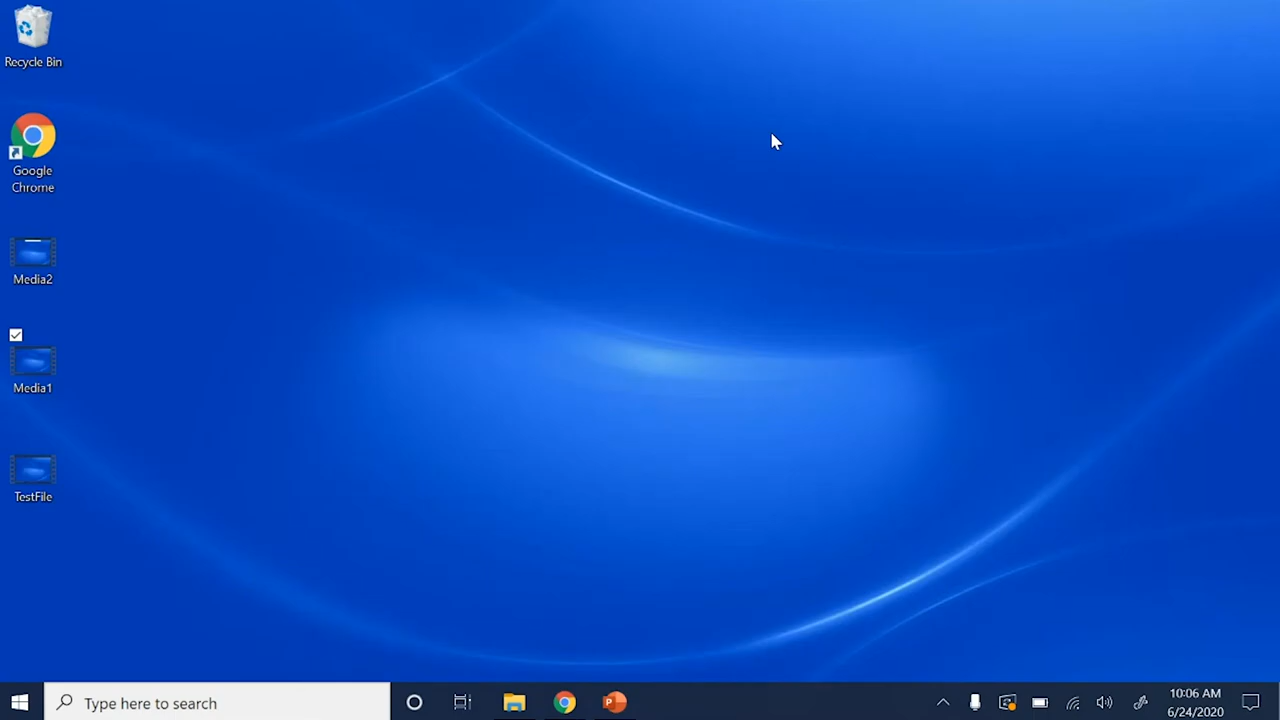 Recycle Bin
Google
Chrome
Media2
Media1
TestFile
Type here to search
10:06 AM
6/24/2020